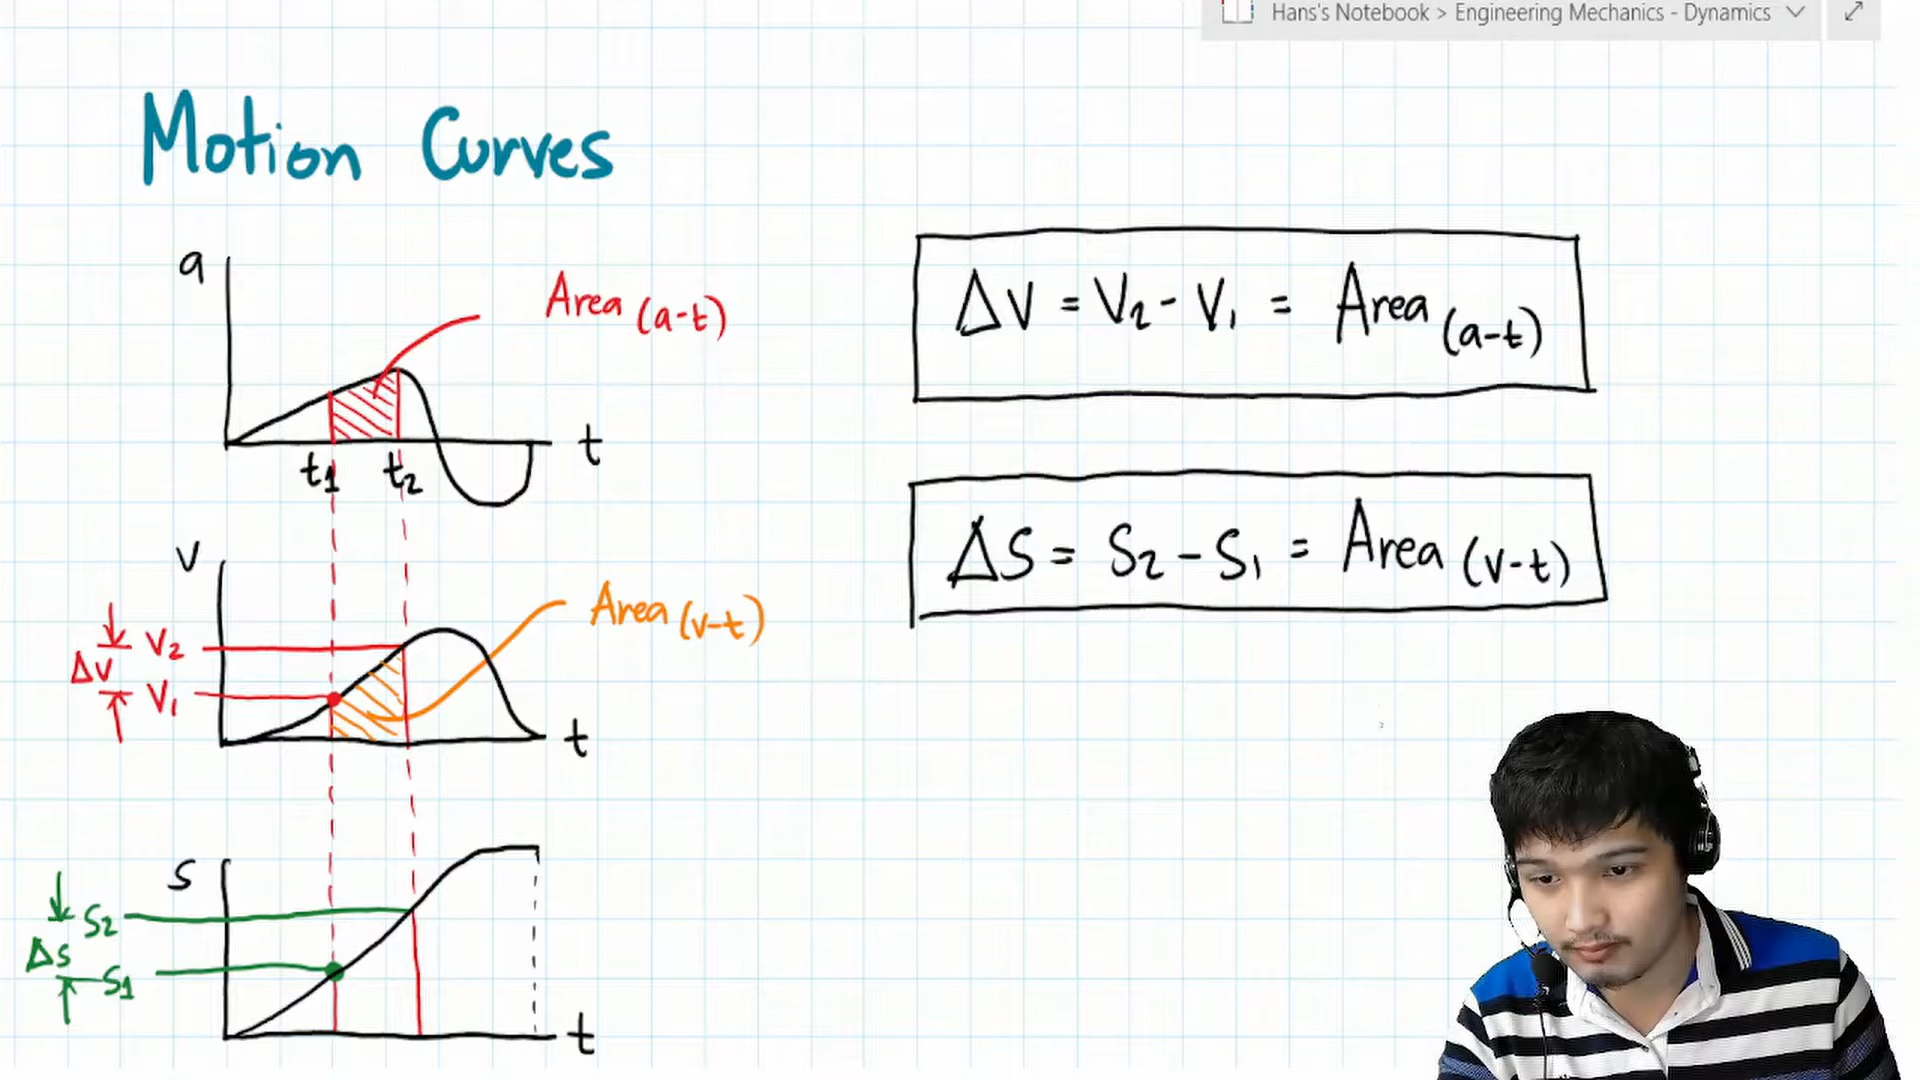 Hans's Notebook > Engineering Mechanics - Dynamics
Motion Curves
a
Area (a-t)
t
t1 t2
ΔV = V2 - V1 = Area (a-t)
V
Area (v-t)
V2
ΔV
V1
t
ΔS = S2 - S1 = Area (v-t)
S
S2
ΔS
S1
t